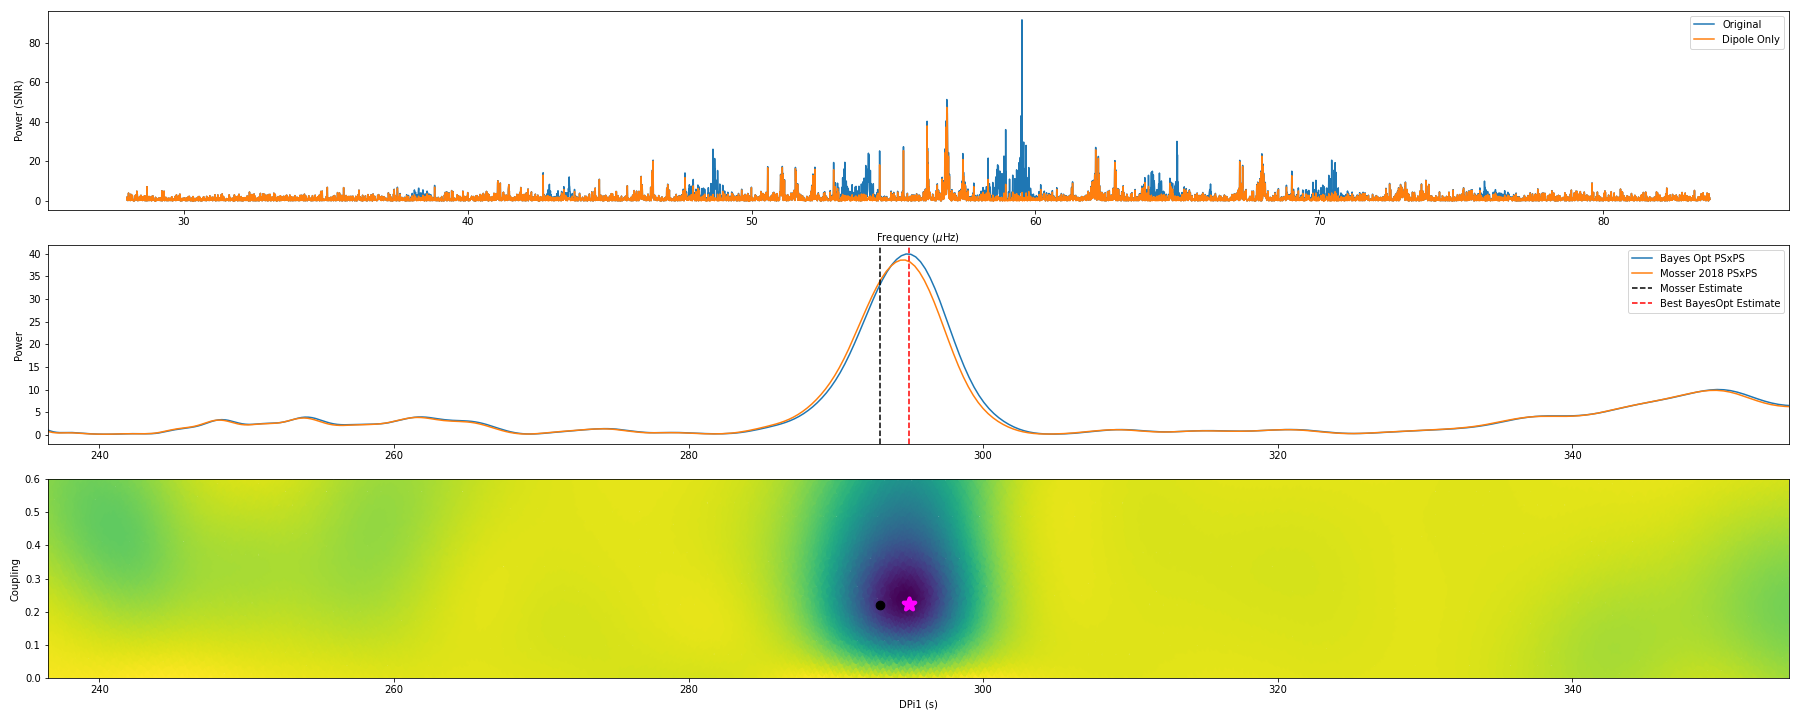 80
60
40
20
0
Power (SNR)
Original
Dipole Only
30 40 50 60 70 80
Frequency (μHz)
40
35
30
25
20
15
10
5
0
Power
Bayes Opt PSxPS
Mosser 2018 PSxPS
Mosser Estimate
Best BayesOpt Estimate
240 260 280 300 320 340
0.6
0.5
0.4
0.3
0.2
0.1
0.0
Coupling
240 260 280 300 320 340
DPi1 (s)